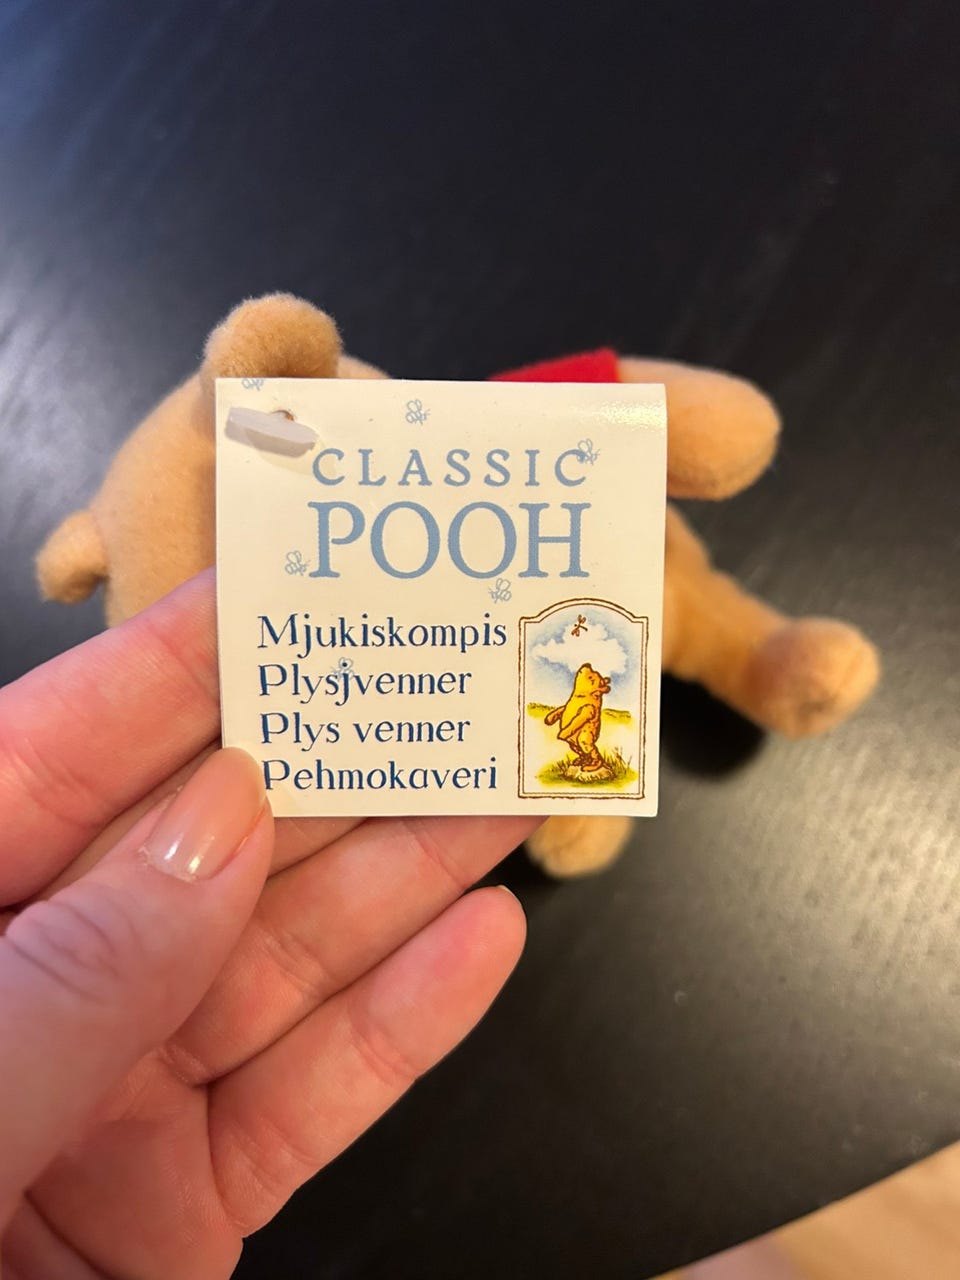 CLASSIC
POOH
Mjukiskompis
Plysjvenner
Plys venner
Pehmokaveri